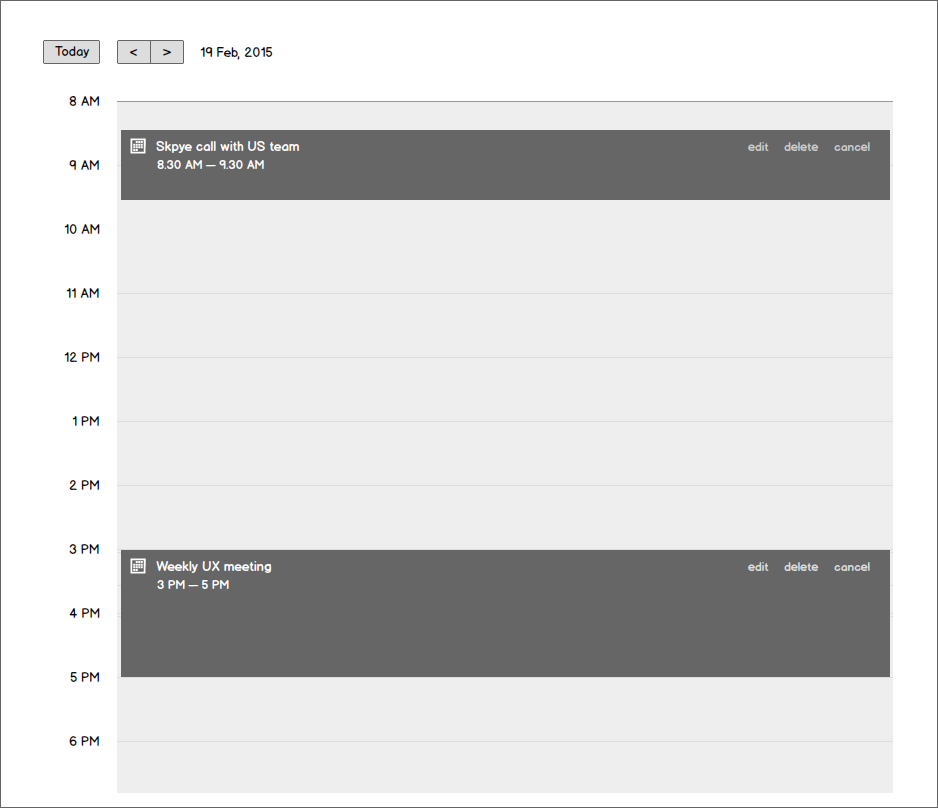 Today < > 19 Feb, 2015
8 AM
Skpye call with US team edit delete cancel
8.30 AM — 9.30 AM
9 AM
10 AM
11 AM
12 PM
1 PM
2 PM
3 PM
Weekly UX meeting edit delete cancel
3 PM — 5 PM
4 PM
5 PM
6 PM